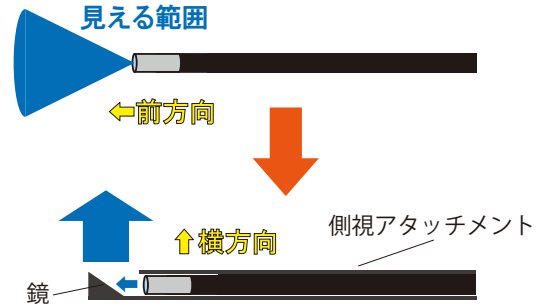 見える範囲
前方向
横方向
側視アタッチメント
鏡